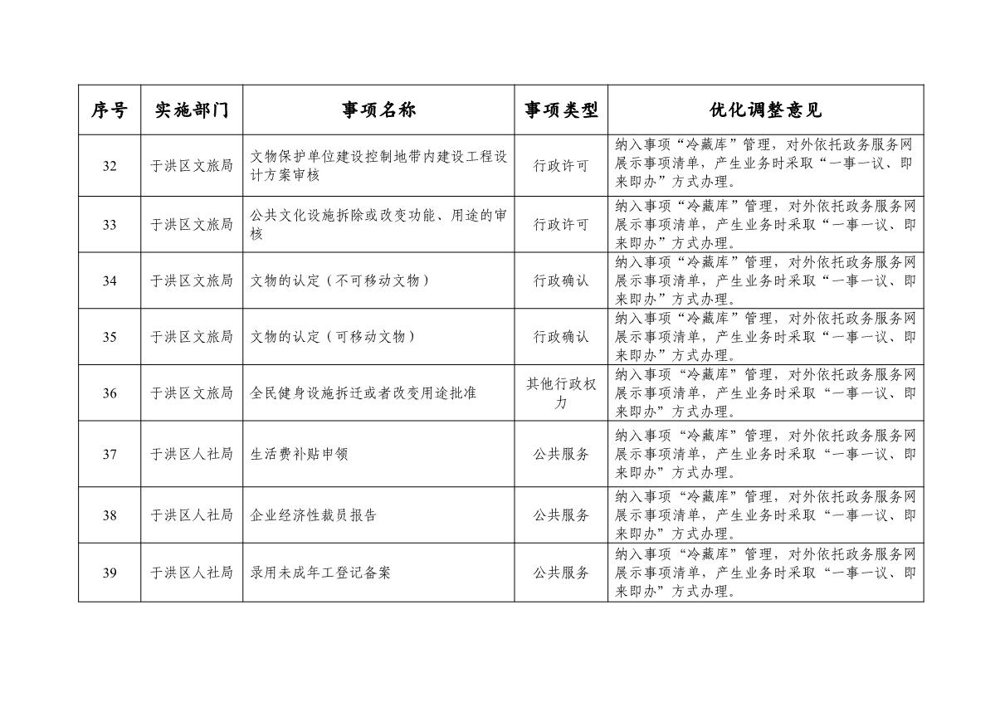 序号 实施部门 事项名称 事项类型 优化调整意见
32 于洪区文旅局 文物保护单位建设控制地带内建设工程设
计方案审核 行政许可 纳入事项“冷藏库”管理，对外依托政务服务网
展示事项清单，产生业务时采取“一事一议、即
来即办”方式办理。
33 于洪区文旅局 公共文化设施拆除或改变功能、用途的审
核 行政许可 纳入事项“冷藏库”管理，对外依托政务服务网
展示事项清单，产生业务时采取“一事一议、即
来即办”方式办理。
34 于洪区文旅局 文物的认定（不可移动文物） 行政确认 纳入事项“冷藏库”管理，对外依托政务服务网
展示事项清单，产生业务时采取“一事一议、即
来即办”方式办理。
35 于洪区文旅局 文物的认定（可移动文物） 行政确认 纳入事项“冷藏库”管理，对外依托政务服务网
展示事项清单，产生业务时采取“一事一议、即
来即办”方式办理。
36 于洪区文旅局 全民健身设施拆迁或者改变用途批准 其他行政权
力 纳入事项“冷藏库”管理，对外依托政务服务网
展示事项清单，产生业务时采取“一事一议、即
来即办”方式办理。
37 于洪区人社局 生活费补贴申领 公共服务 纳入事项“冷藏库”管理，对外依托政务服务网
展示事项清单，产生业务时采取“一事一议、即
来即办”方式办理。
38 于洪区人社局 企业经济性裁员报告 公共服务 纳入事项“冷藏库”管理，对外依托政务服务网
展示事项清单，产生业务时采取“一事一议、即
来即办”方式办理。
39 于洪区人社局 录用未成年工登记备案 公共服务 纳入事项“冷藏库”管理，对外依托政务服务网
展示事项清单，产生业务时采取“一事一议、即
来即办”方式办理。